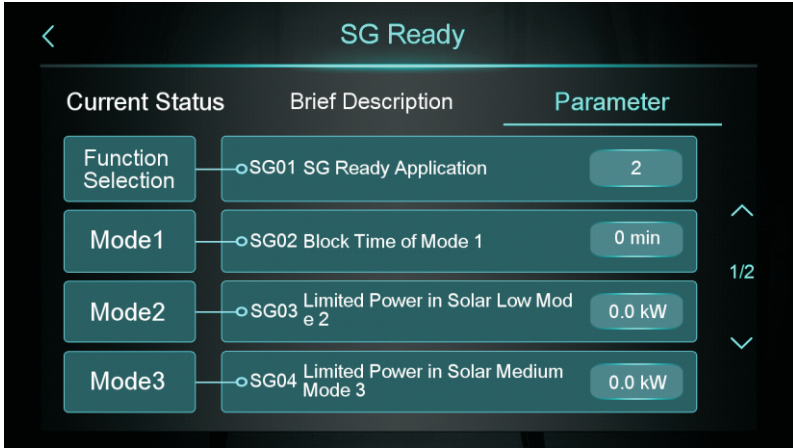 SG Ready
Current Status Brief Description Parameter
Function
Selection
SG01 SG Ready Application 2
Mode1 SG02 Block Time of Mode 1 0 min
1/2
Mode2 SG03 Limited Power in Solar Low Mod
e 2 0.0 kW
Mode3 SG04 Limited Power in Solar Medium
Mode 3 0.0 kW